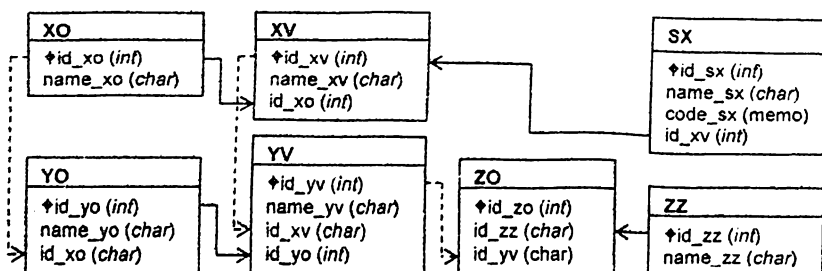 XO
⌖id_xo (int)
name_xo (char)
XV
⌖id_xv (int)
name_xv (char)
id_xo (int)
SX
⌖id_sx (int)
name_sx (char)
code_sx (memo)
id_xv (int)
YO
⌖id_yo (int)
name_yo (char)
id_xo (char)
YV
⌖id_yv (int)
name_yv (char)
id_xv (char)
id_yo (int)
ZO
⌖id_zo (int)
id_zz (char)
id_yv (char)
ZZ
⌖id_zz (int)
name_zz (char)